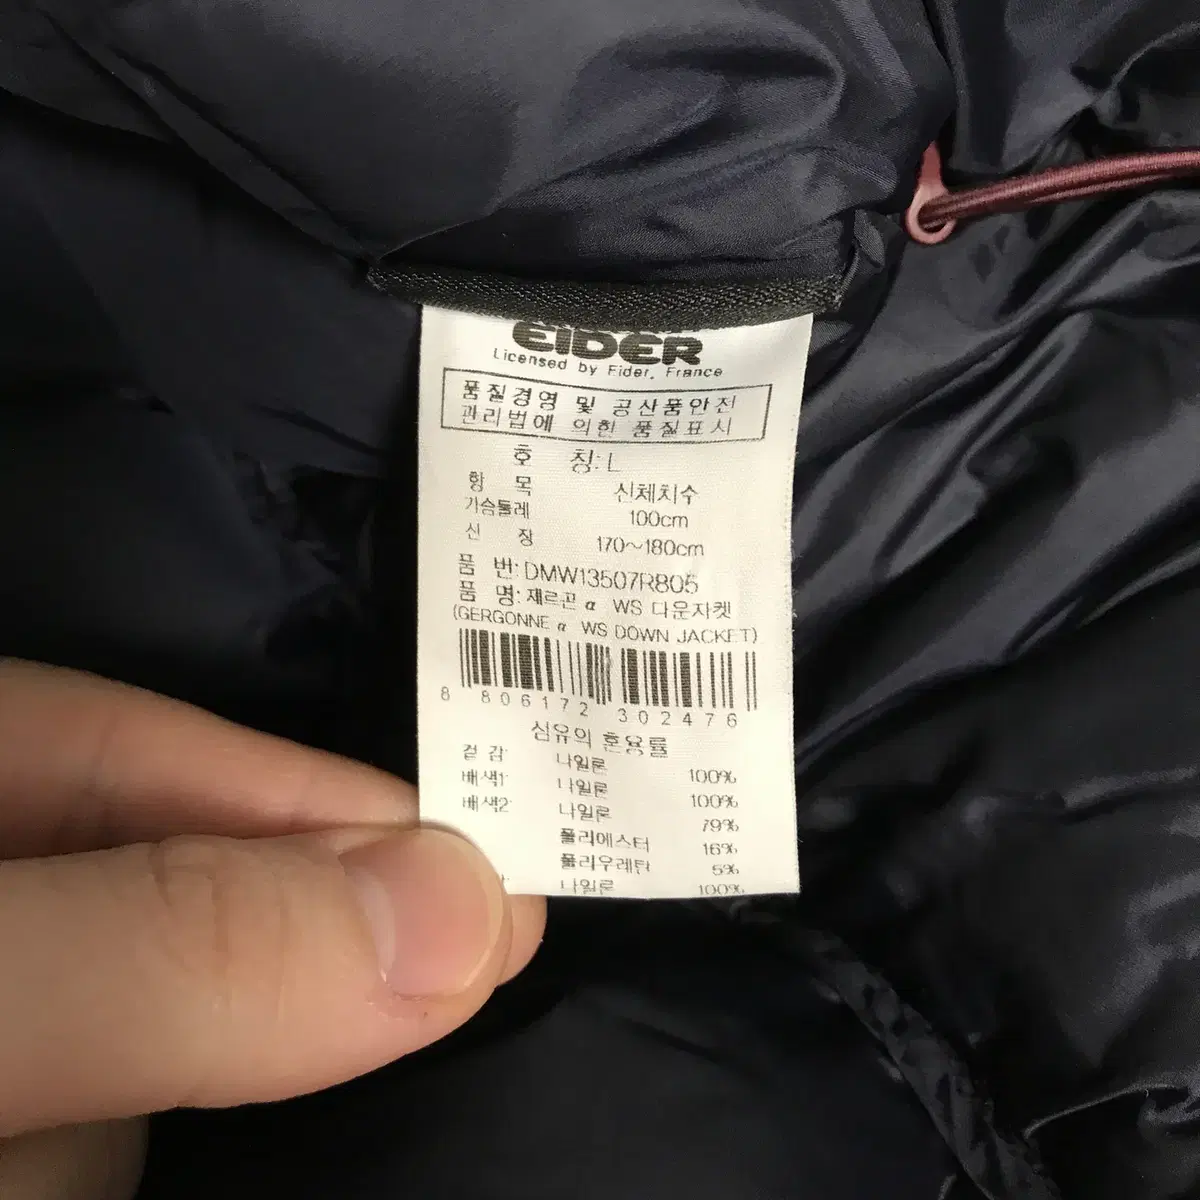 EIDER
Licensed by Eider, France
품질경영 및 공산품안전
관리법에 의한 품질표시
호 칭: L
항 목 신체치수
가슴둘레 100cm
신 장 170~180cm
품 번: DMW13507R805
품 명: 제르곤 α WS 다운자켓
(GERGONNE α WS DOWN JACKET)
8 806172 302476
섬유의 혼용률
겉 감: 나일론 100%
배색1: 나일론 100%
배색2: 나일론 79%
폴리에스터 16%
폴리우레탄 5%
나일론 100%